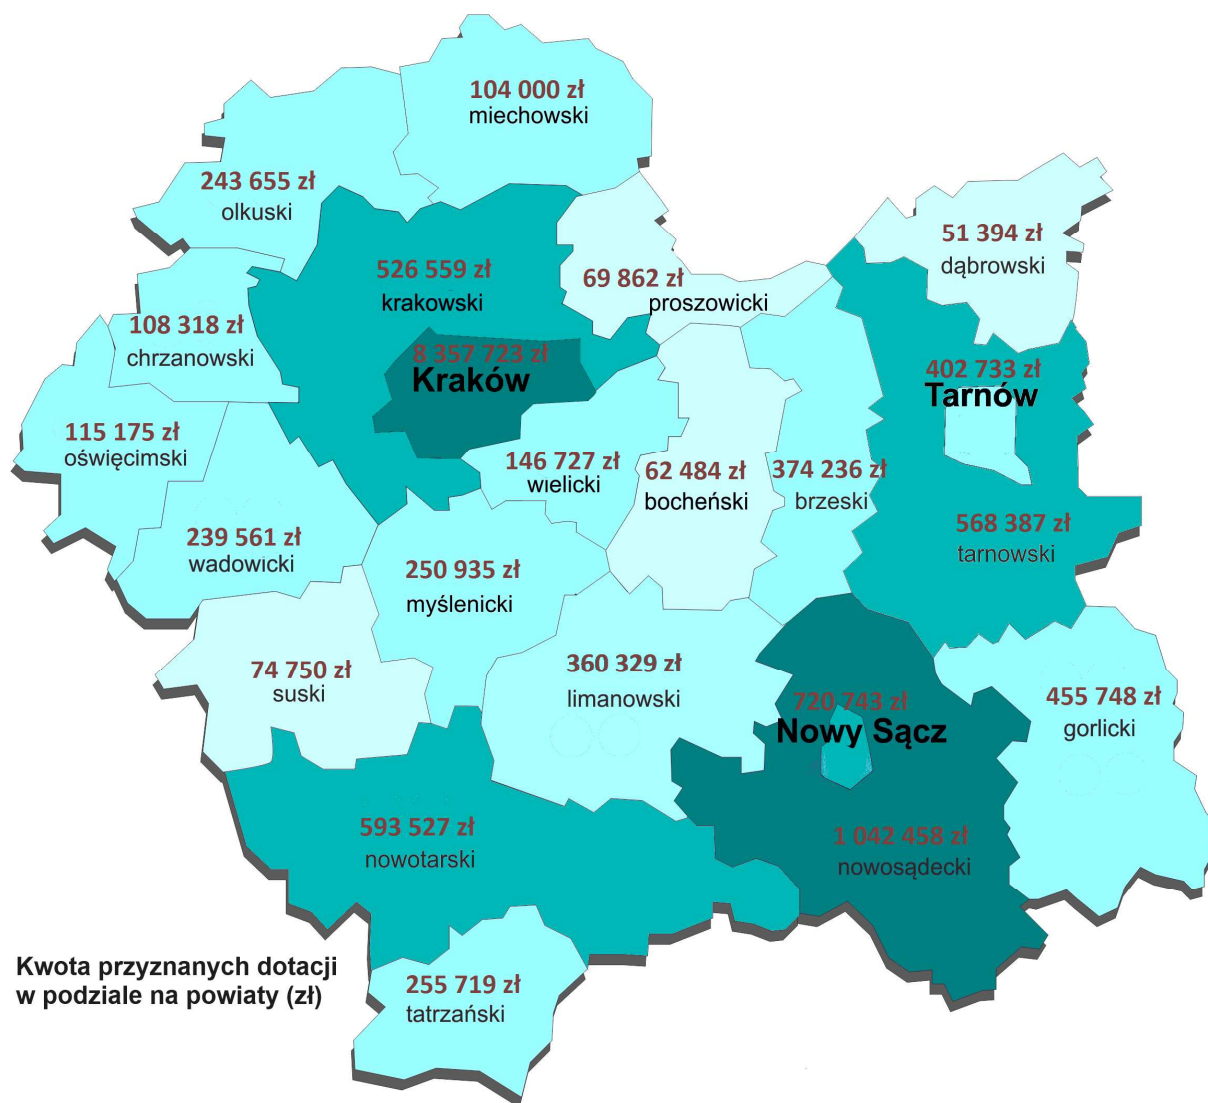 104 000 zł
miechowski
243 655 zł
olkuski
51 394 zł
dąbrowski
526 559 zł
krakowski
69 862 zł
proszowicki
108 318 zł
chrzanowski
8 357 723 zł
Kraków
402 733 zł
Tarnów
115 175 zł
oświęcimski
146 727 zł
wielicki
62 484 zł
bocheński
374 236 zł
brzeski
239 561 zł
wadowicki
568 387 zł
tarnowski
250 935 zł
myślenicki
74 750 zł
suski
360 329 zł
limanowski
720 743 zł
Nowy Sącz
455 748 zł
gorlicki
593 527 zł
nowotarski
1 042 458 zł
nowosądecki
Kwota przyznanych dotacji
w podziale na powiaty (zł)
255 719 zł
tatrzański